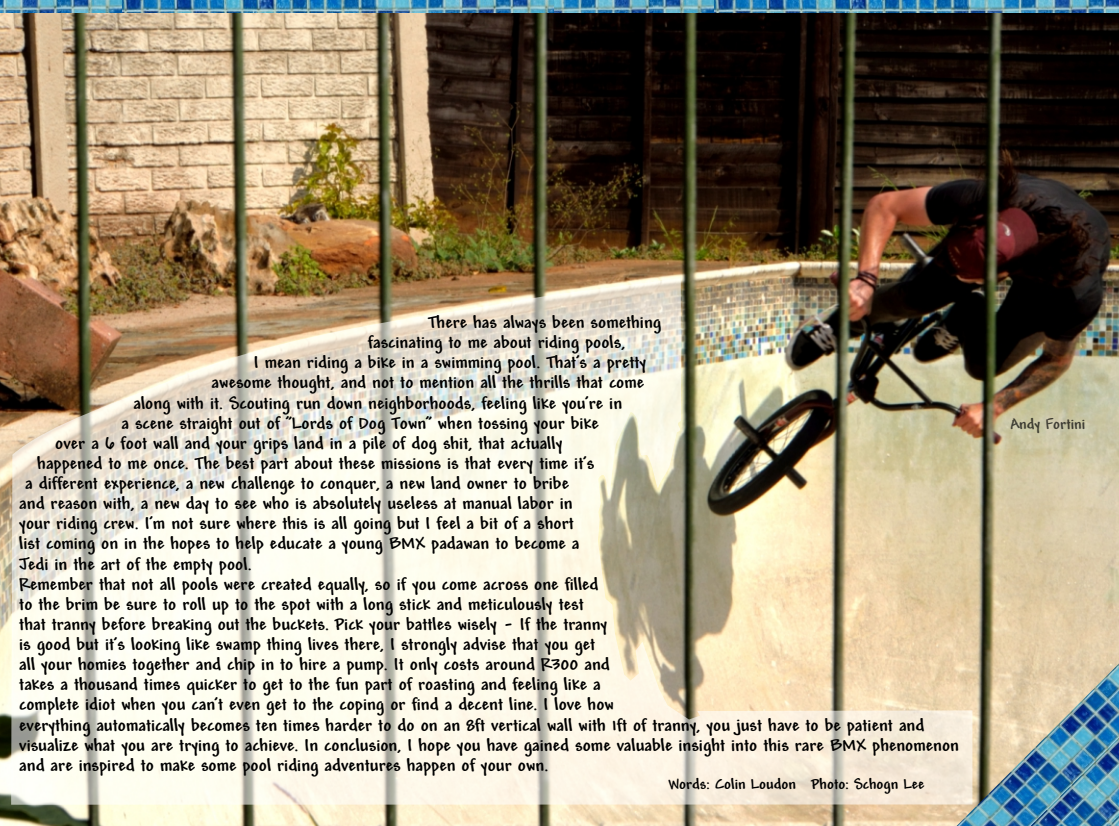 There has always been something
fascinating to me about riding pools,
I mean riding a bike in a swimming pool. That's a pretty
awesome thought, and not to mention all the thrills that come
along with it. Scouting run down neighborhoods, feeling like you're in
a scene straight out of "Lords of Dog Town" when tossing your bike
over a 6 foot wall and your grips land in a pile of dog shit, that actually
happened to me once. The best part about these missions is that every time it's
a different experience, a new challenge to conquer, a new land owner to bribe
and reason with, a new day to see who is absolutely useless at manual labor in
your riding crew. I'm not sure where this is all going but I feel a bit of a short
list coming on in the hopes to help educate a young BMX padawan to become a
Jedi in the art of the empty pool.
Remember that not all pools were created equally, so if you come across one filled
to the brim be sure to roll up to the spot with a long stick and meticulously test
that tranny before breaking out the buckets. Pick your battles wisely - If the tranny
is good but it's looking like swamp thing lives there, I strongly advise that you get
all your homies together and chip in to hire a pump. It only costs around R300 and
takes a thousand times quicker to get to the fun part of roasting and feeling like a
complete idiot when you can't even get to the coping or find a decent line. I love how
everything automatically becomes ten times harder to do on an 8ft vertical wall with 1ft of tranny, you just have to be patient and
visualize what you are trying to achieve. In conclusion, I hope you have gained some valuable insight into this rare BMX phenomenon
and are inspired to make some pool riding adventures happen of your own.
Words: Colin Loudon Photo: Schogn Lee
Andy Fortini